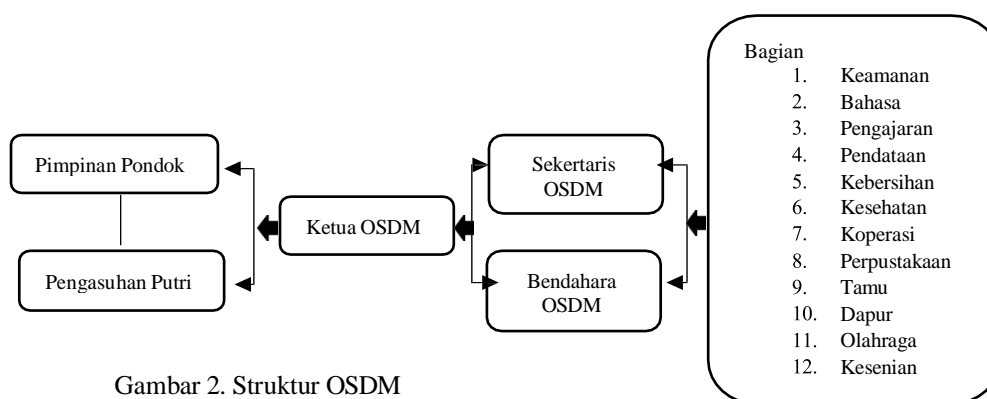 Pimpinan Pondok
Pengasuhan Putri
Ketua OSDM
Sekertaris
OSDM
Bendahara
OSDM
Bagian
1. Keamanan
2. Bahasa
3. Pengajaran
4. Pendataan
5. Kebersihan
6. Kesehatan
7. Koperasi
8. Perpustakaan
9. Tamu
10. Dapur
11. Olahraga
12. Kesenian
Gambar 2. Struktur OSDM